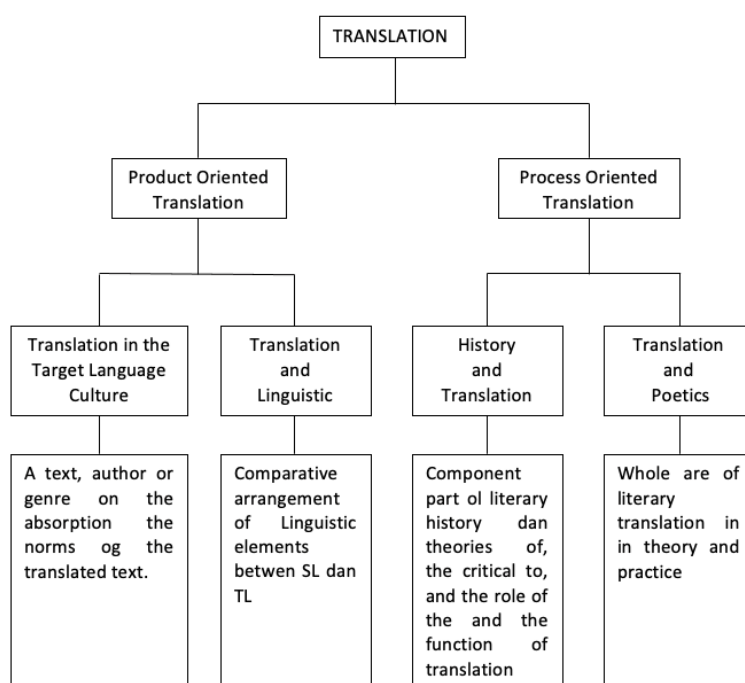 TRANSLATION
Product Oriented
Translation
Process Oriented
Translation
Translation in the
Target Language
Culture
Translation
and
Linguistic
History
and
Translation
Translation
and
Poetics
A text, author or
genre on the
absorption the
norms og the
translated text.
Comparative
arrangement
of Linguistic
elements
betwen SL dan
TL
Component
part ol literary
history dan
theories of,
the critical to,
and the role of
the and the
function of
translation
Whole are of
literary
translation in
in theory and
practice